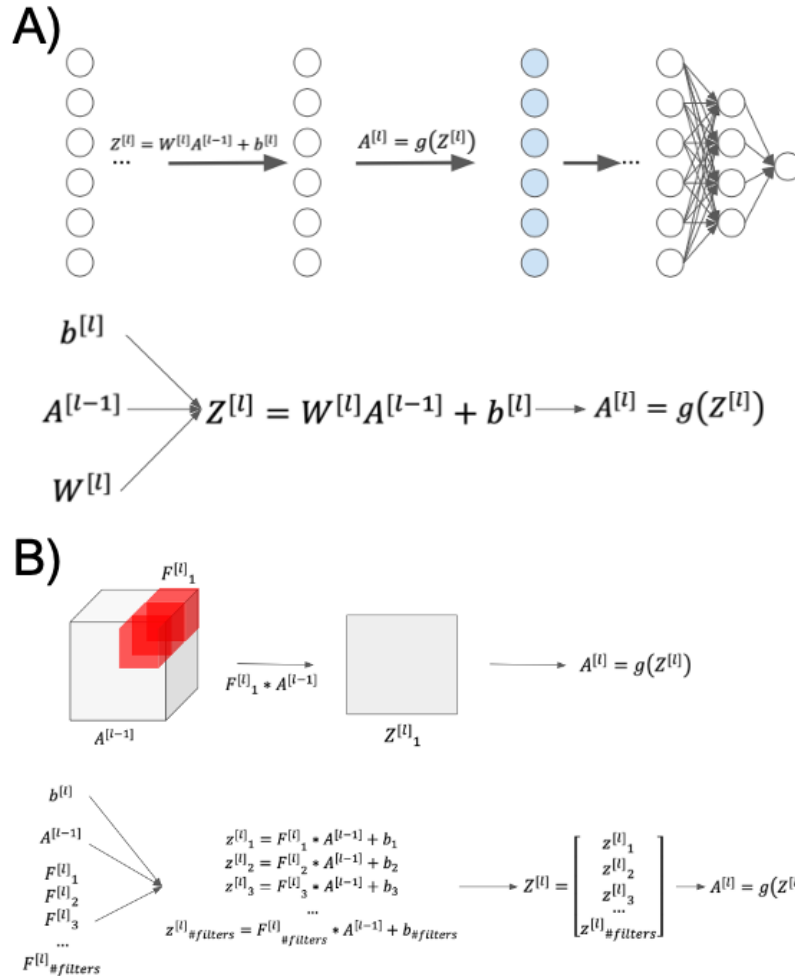 A)
Z^[l] = W^[l]A^[l-1] + b^[l]
...
A^[l] = g(Z^[l])
...
b^[l]
A^[l-1]
W^[l]
Z^[l] = W^[l]A^[l-1] + b^[l]
A^[l] = g(Z^[l])
B)
F^[l]_1
A^[l-1]
F^[l]_1 * A^[l-1]
Z^[l]_1
A^[l] = g(Z^[l])
b^[l]
A^[l-1]
F^[l]_1
F^[l]_2
F^[l]_3
...
F^[l]_#filters
z^[l]_1 = F^[l]_1 * A^[l-1] + b_1
z^[l]_2 = F^[l]_2 * A^[l-1] + b_2
z^[l]_3 = F^[l]_3 * A^[l-1] + b_3
...
z^[l]_#filters = F^[l]_#filters * A^[l-1] + b_#filters
Z^[l] =
z^[l]_1
z^[l]_2
z^[l]_3
...
z^[l]_#filters
A^[l] = g(Z^[l